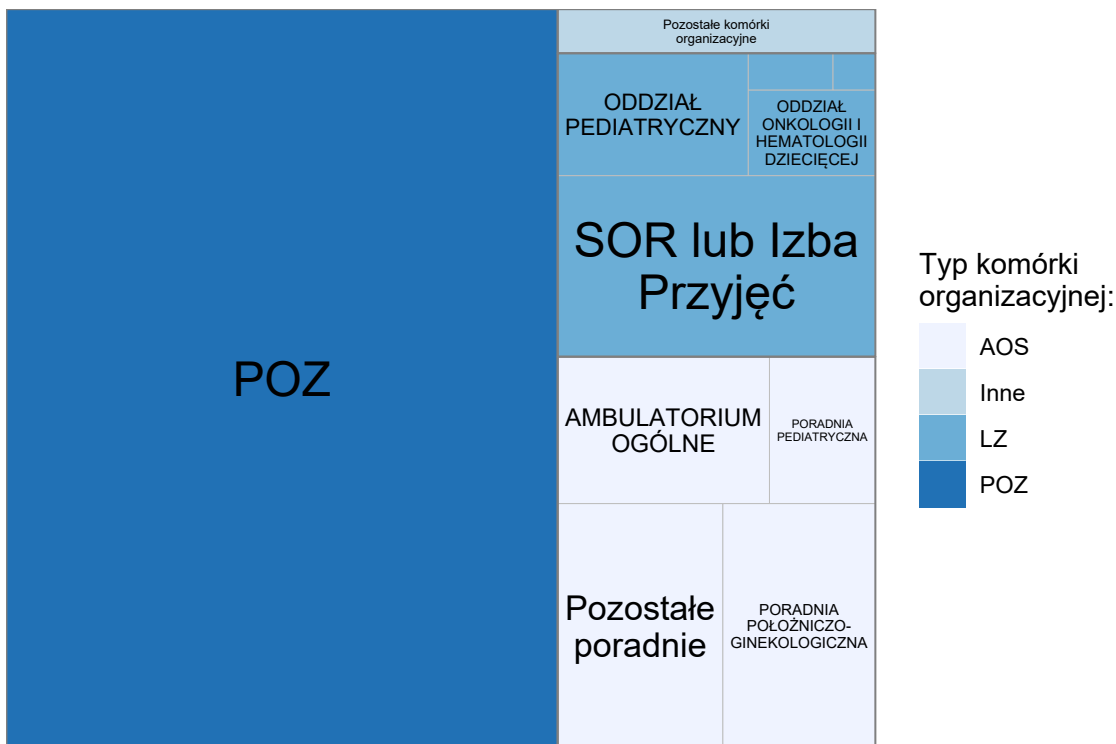 POZ
Pozostałe komórki
organizacyjne
ODDZIAŁ
PEDIATRYCZNY
ODDZIAŁ
ONKOLOGII I
HEMATOLOGII
DZIECIĘCEJ
SOR lub Izba
Przyjęć
AMBULATORIUM
OGÓLNE
PORADNIA
PEDIATRYCZNA
Pozostałe
poradnie
PORADNIA
POŁOŻNICZO-
GINEKOLOGICZNA
Typ komórki
organizacyjnej:
AOS
Inne
LZ
POZ